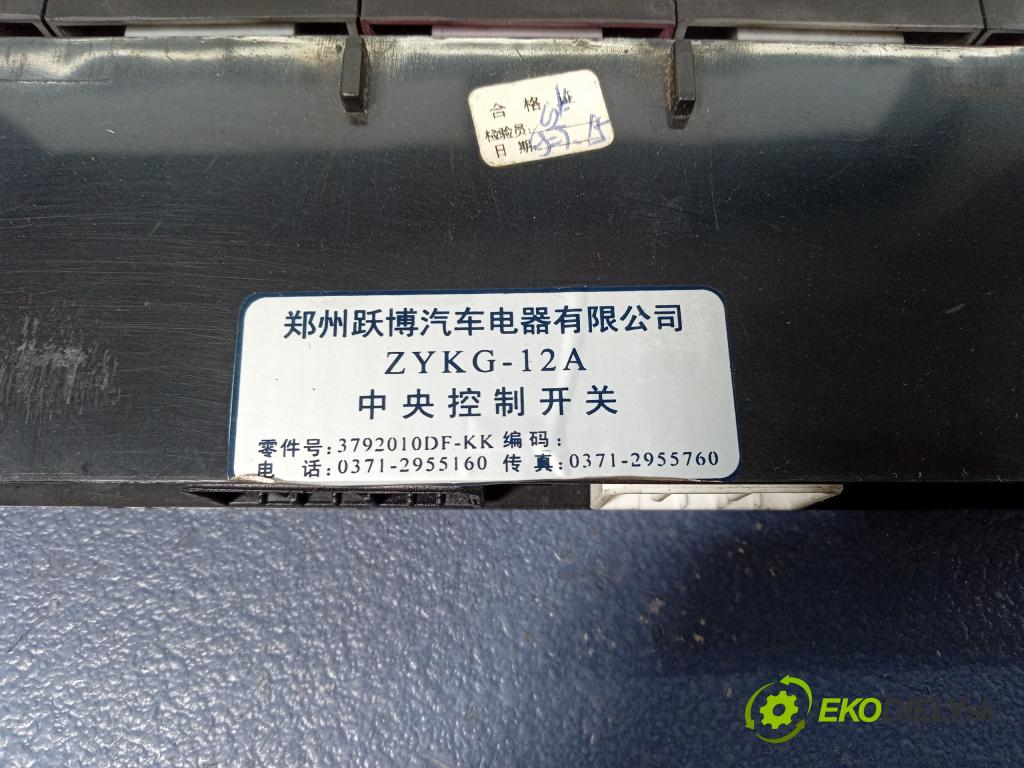 合格证
检验员:
日期:
郑州跃博汽车电器有限公司
ZYKG-12A
中央控制开关
零件号:3792010DF-KK 编码:
电 话:0371-2955160 传真:0371-2955760
EKODIELY.SK